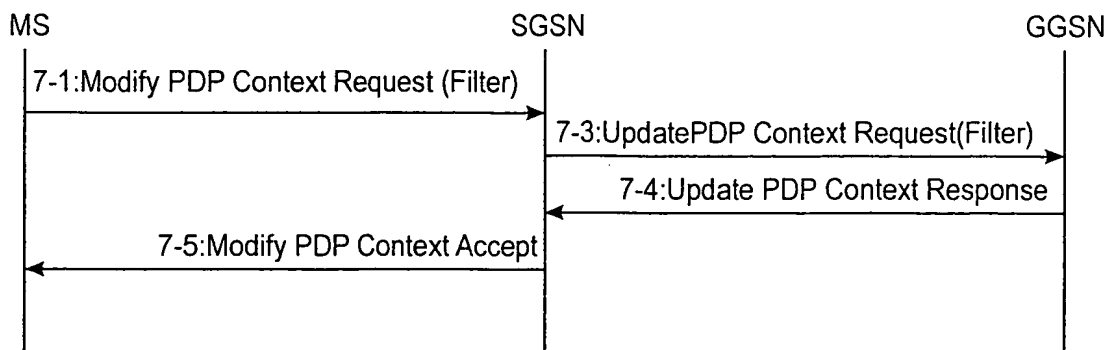 MS
SGSN
GGSN
7-1:Modify PDP Context Request (Filter)
7-3:UpdatePDP Context Request(Filter)
7-4:Update PDP Context Response
7-5:Modify PDP Context Accept